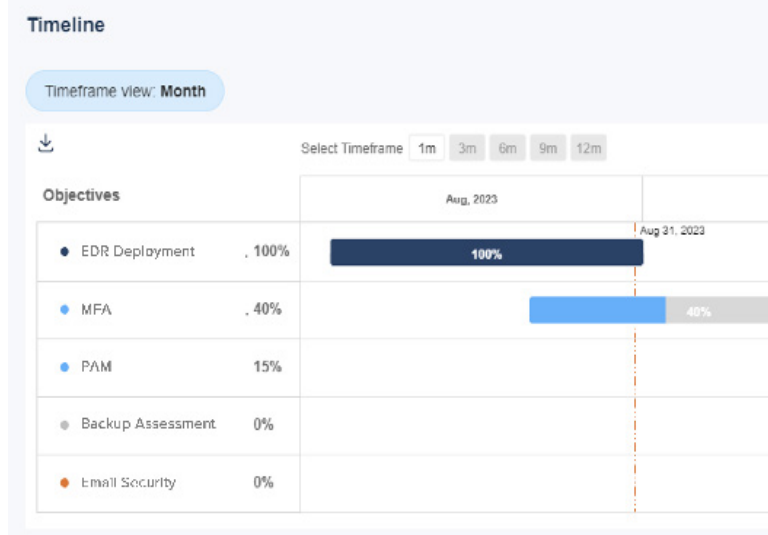 Timeline
Timeframe view: Month
Select Timeframe 1m 3m 6m 9m 12m
Objectives
Aug, 2023
Aug 31, 2023
EDR Deployment . 100%
100%
MFA . 40%
40%
PAM 15%
Backup Assessment 0%
Email Security 0%